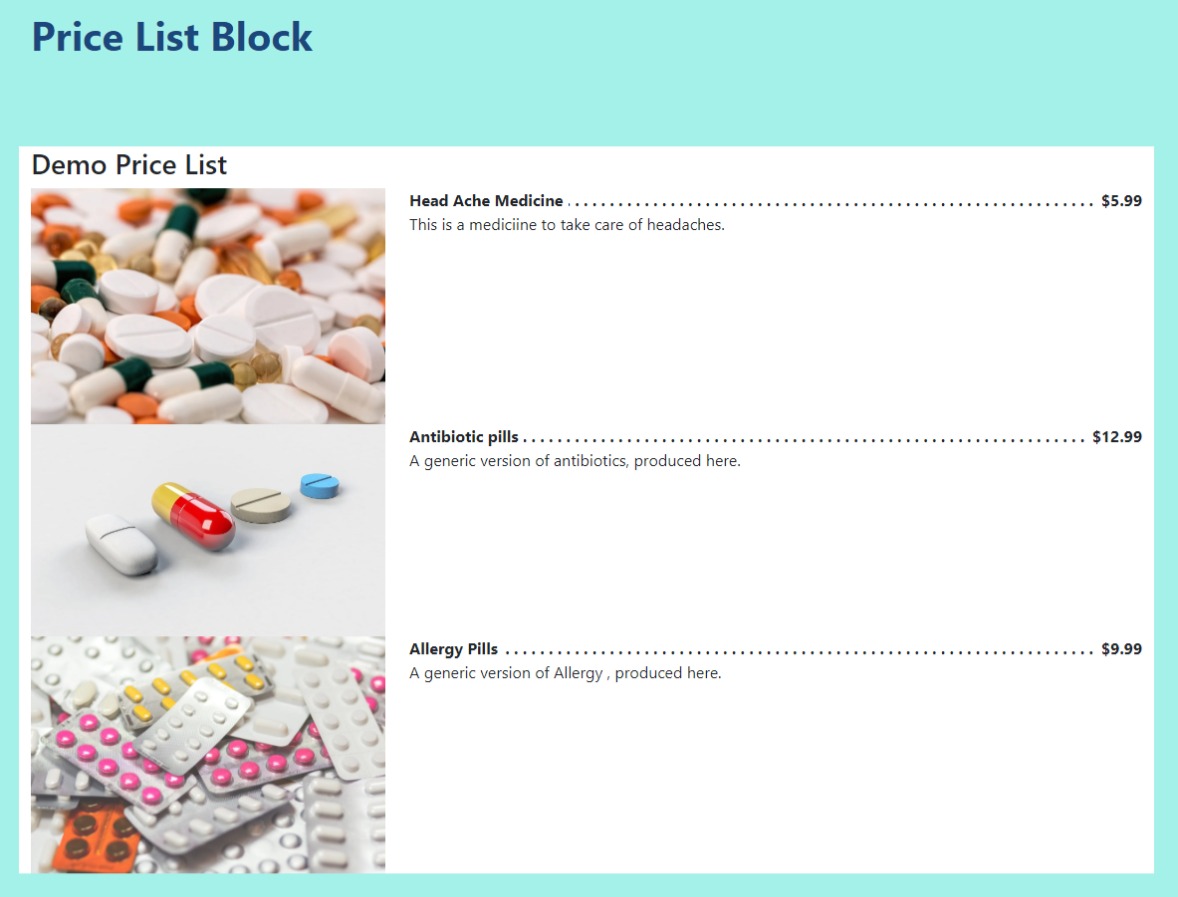 Price List Block
Demo Price List
Head Ache Medicine . . . . . . . . . . . . . . . . . . . . . . . . . . . . . . . . . . . . . . . . . . . . . . . . . . . . . . . . . . . . . . . . . . . . . . . . . . $5.99
This is a mediciine to take care of headaches.
Antibiotic pills . . . . . . . . . . . . . . . . . . . . . . . . . . . . . . . . . . . . . . . . . . . . . . . . . . . . . . . . . . . . . . . . . . . . . . . . . . . . . . . $12.99
A generic version of antibiotics, produced here.
Allergy Pills . . . . . . . . . . . . . . . . . . . . . . . . . . . . . . . . . . . . . . . . . . . . . . . . . . . . . . . . . . . . . . . . . . . . . . . . . . . . . . . . . . $9.99
A generic version of Allergy , produced here.